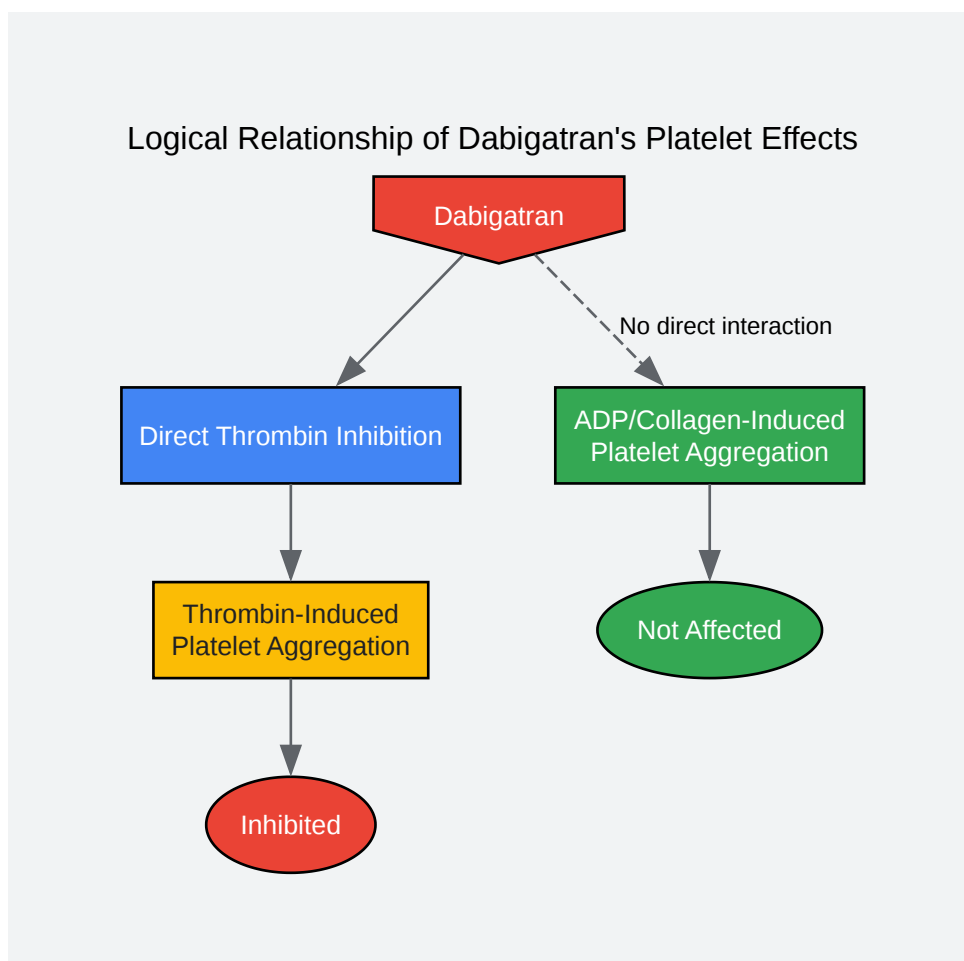 Logical Relationship of Dabigatran's Platelet Effects
Dabigatran
No direct interaction
Direct Thrombin Inhibition
ADP/Collagen-Induced
Platelet Aggregation
Thrombin-Induced
Platelet Aggregation
Not Affected
Inhibited